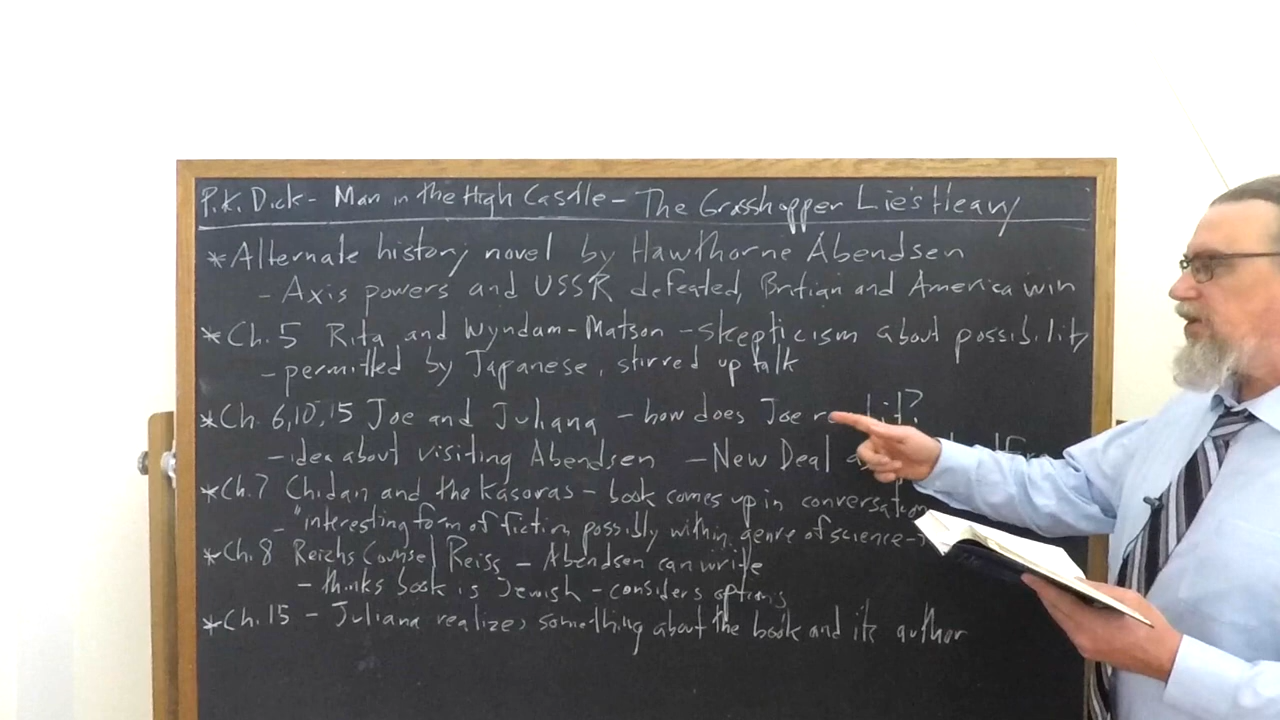 P.K. Dick - Man in the High Castle - The Grasshopper Lies Heavy
* Alternate history novel by Hawthorne Abendsen
- Axis powers and USSR defeated, Britian and America win
* Ch. 5 Rita and Wyndam-Matson - skepticism about possibility
- permitted by Japanese, stirred up talk
* Ch. 6, 10, 15 Joe and Juliana - how does Joe it?
- idea about visiting Abendsen - New Deal
* Ch. 7 Chidan and the Kasoras - book comes up in conversation
- "interesting form of fiction possibly within genre of science-
* Ch. 8 Reichs Counsel Reiss - Abendsen can write
- thinks book is Jewish - considers options
* Ch. 15 - Juliana realizes something about the book and its author